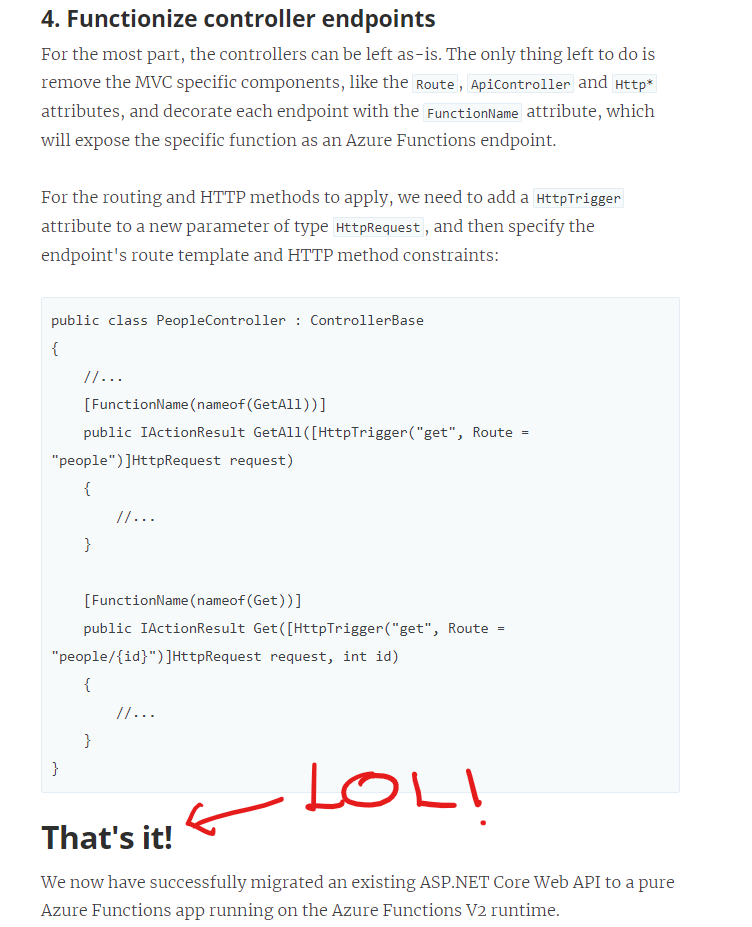 4. Functionize controller endpoints
For the most part, the controllers can be left as-is. The only thing left to do is
remove the MVC specific components, like the Route, ApiController and Http*
attributes, and decorate each endpoint with the FunctionName attribute, which
will expose the specific function as an Azure Functions endpoint.
For the routing and HTTP methods to apply, we need to add a HttpTrigger
attribute to a new parameter of type HttpRequest, and then specify the
endpoint's route template and HTTP method constraints:
public class PeopleController : ControllerBase
{
    //...
    [FunctionName(nameof(GetAll))]
    public IActionResult GetAll([HttpTrigger("get", Route =
"people")]HttpRequest request)
    {
        //...
    }
    [FunctionName(nameof(Get))]
    public IActionResult Get([HttpTrigger("get", Route =
"people/{id}")]HttpRequest request, int id)
    {
        //...
    }
}
LOL!
That's it!
We now have successfully migrated an existing ASP.NET Core Web API to a pure
Azure Functions app running on the Azure Functions V2 runtime.